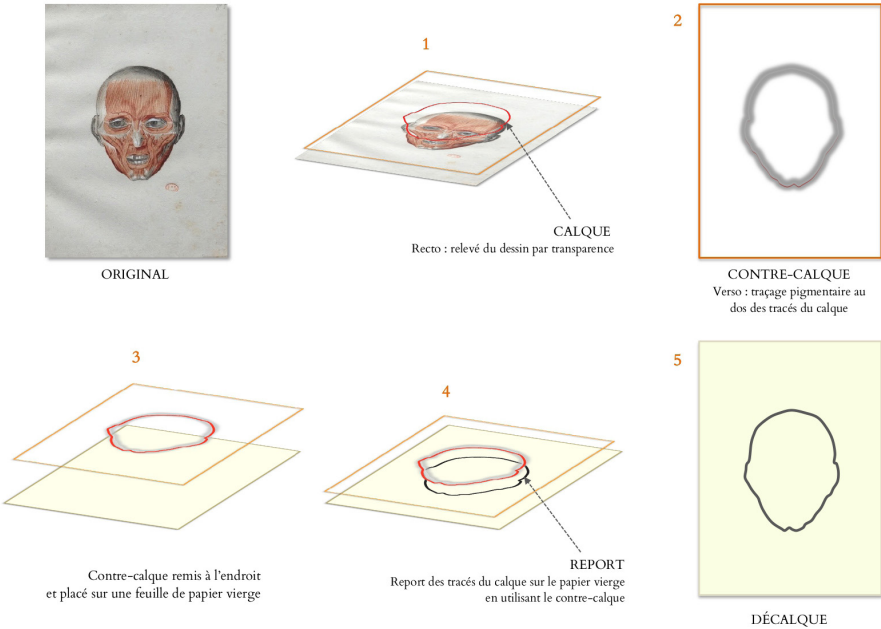 ORIGINAL
1
CALQUE
Recto : relevé du dessin par transparence
2
CONTRE-CALQUE
Verso : traçage pigmentaire au
dos des tracés du calque
3
Contre-calque remis à l'endroit
et placé sur une feuille de papier vierge
4
REPORT
Report des tracés du calque sur le papier vierge
en utilisant le contre-calque
5
DÉCALQUE